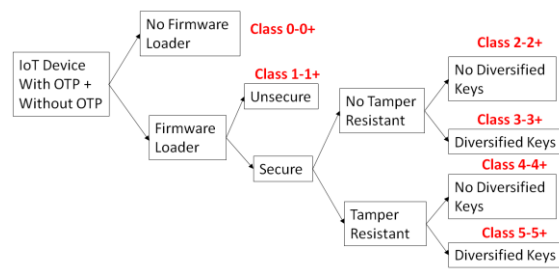 No Firmware
Loader
Class 0-0+
IoT Device
With OTP +
Without OTP
Class 1-1+
Unsecure
Firmware
Loader
Secure
No Tamper
Resistant
Class 2-2+
No Diversified
Keys
Class 3-3+
Diversified Keys
Class 4-4+
No Diversified
Keys
Tamper
Resistant
Class 5-5+
Diversified Keys